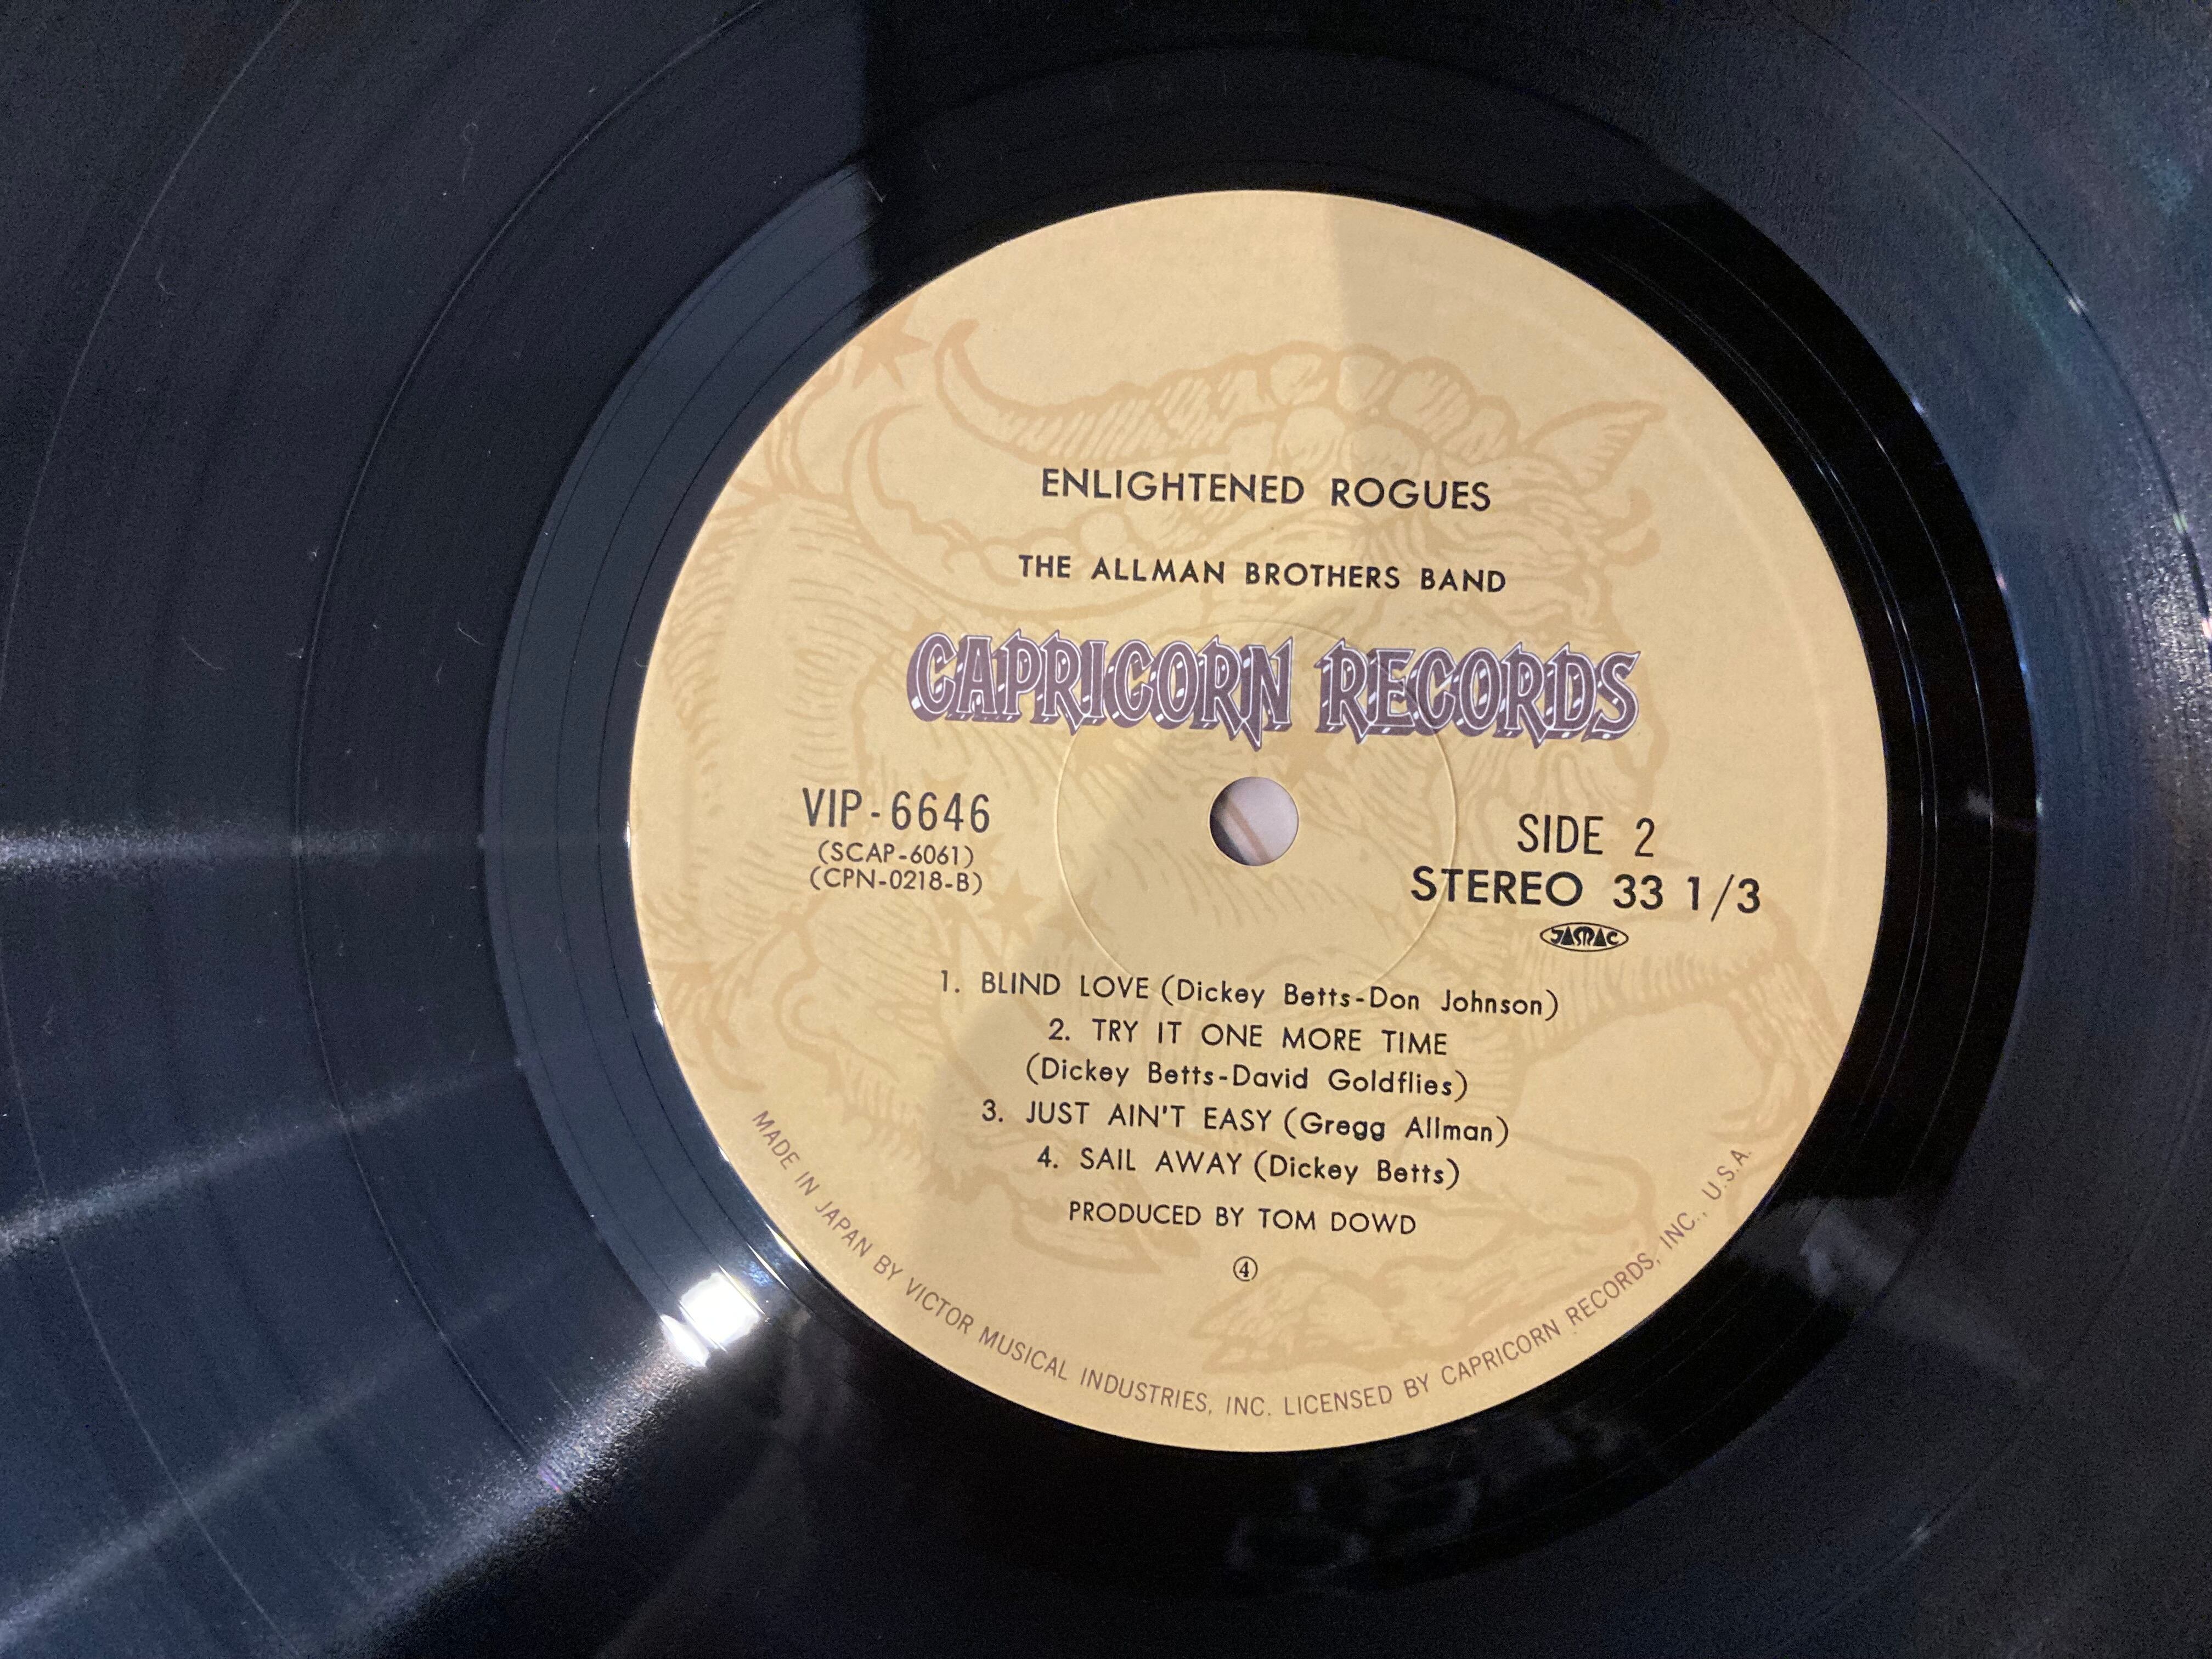 ENLIGHTENED ROGUES
THE ALLMAN BROTHERS BAND
CAPRICORN RECORDS
VIP-6646
(SCAP-6061)
(CPN-0218-B)
SIDE 2
STEREO 33 1/3
JASRAC
1. BLIND LOVE (Dickey Betts-Don Johnson)
2. TRY IT ONE MORE TIME
(Dickey Betts-David Goldflies)
3. JUST AIN'T EASY (Gregg Allman)
4. SAIL AWAY (Dickey Betts)
PRODUCED BY TOM DOWD
④
MADE IN JAPAN BY VICTOR MUSICAL INDUSTRIES, INC. LICENSED BY CAPRICORN RECORDS, INC., U.S.A.